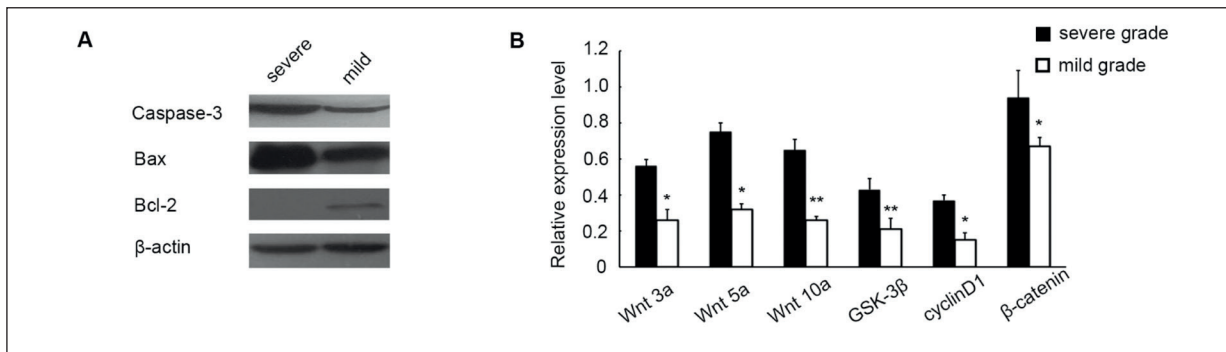 A
severe
mild
Caspase-3
Bax
Bcl-2
β-actin
B
severe grade
mild grade
Relative expression level
1.2
1.0
0.8
0.6
0.4
0.2
0
*
*
**
**
*
*
Wnt 3a
Wnt 5a
Wnt 10a
GSK-3β
cyclinD1
β-catenin